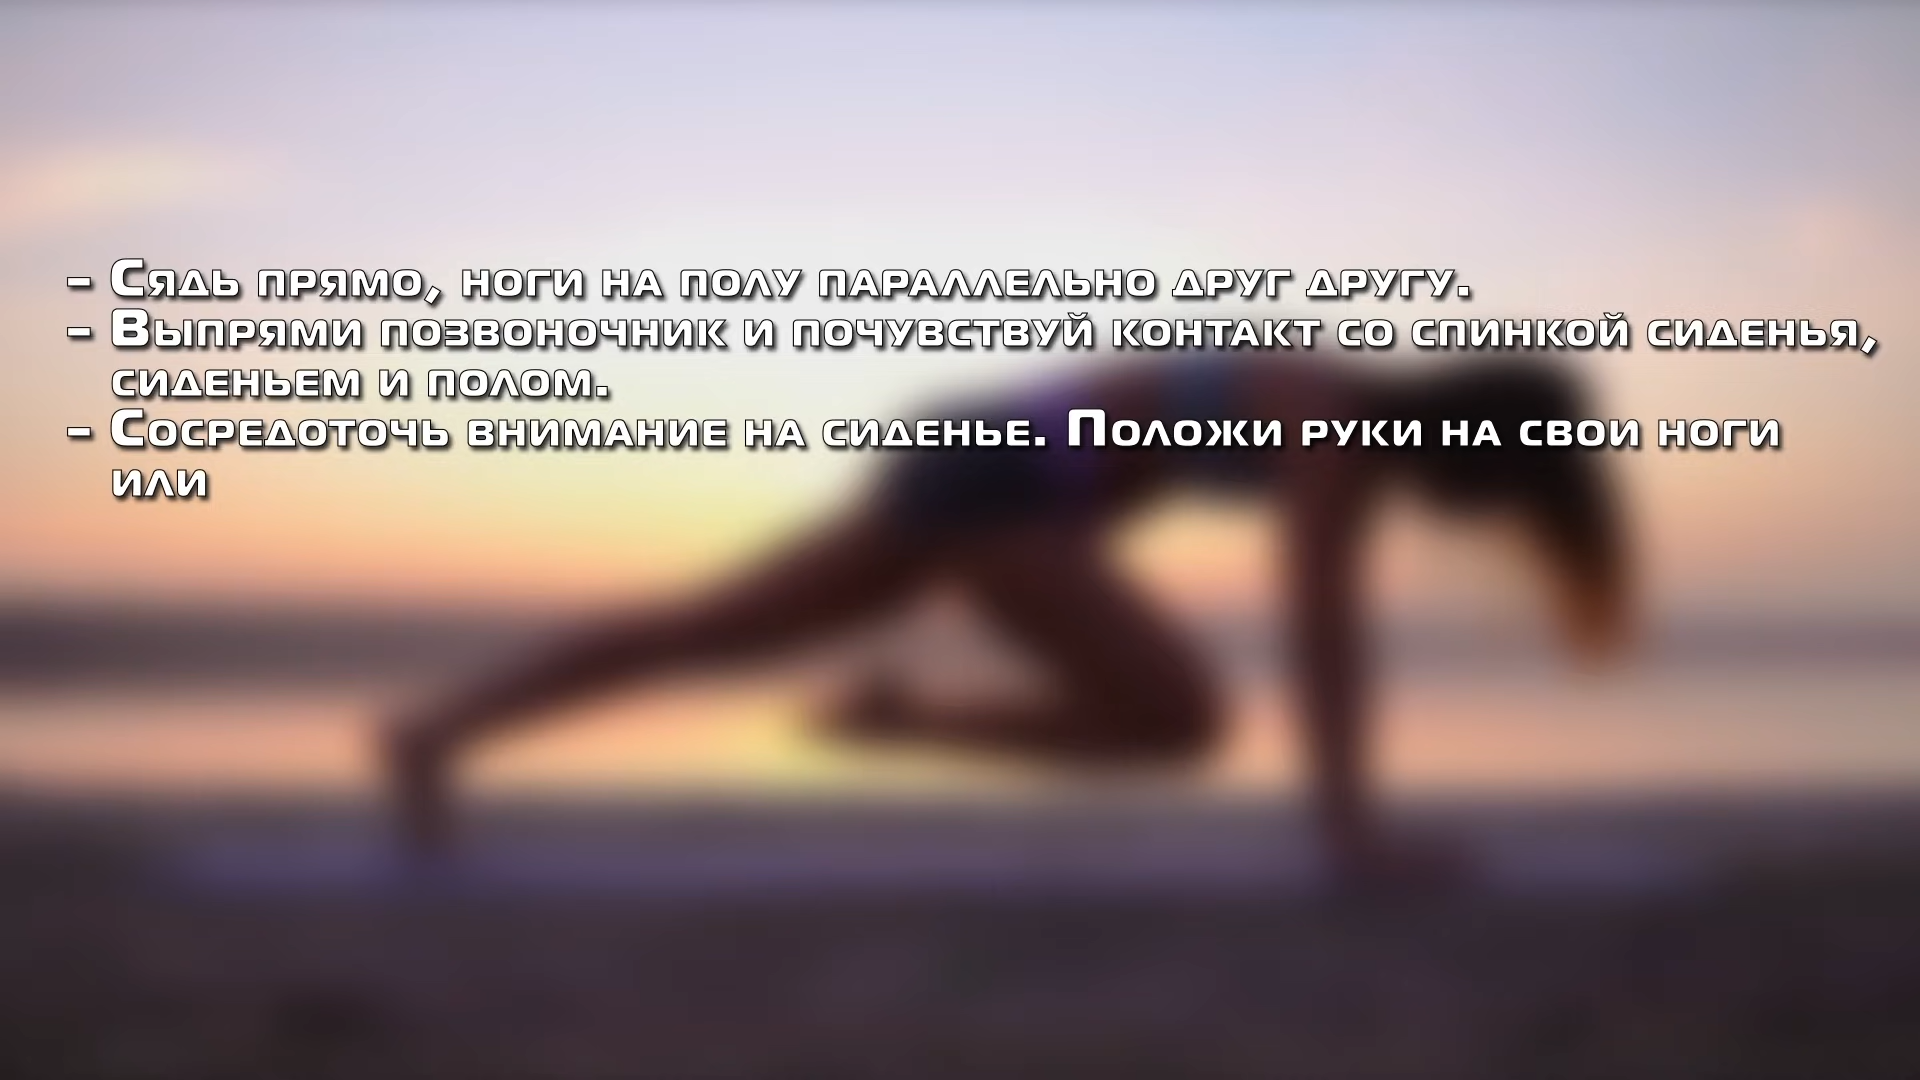 - Сядь прямо, ноги на полу параллельно друг другу.
- Выпрями позвоночник и почувствуй контакт со спинкой сиденья,
сиденьем и полом.
- Сосредоточь внимание на сиденье. Положи руки на свои ноги
или